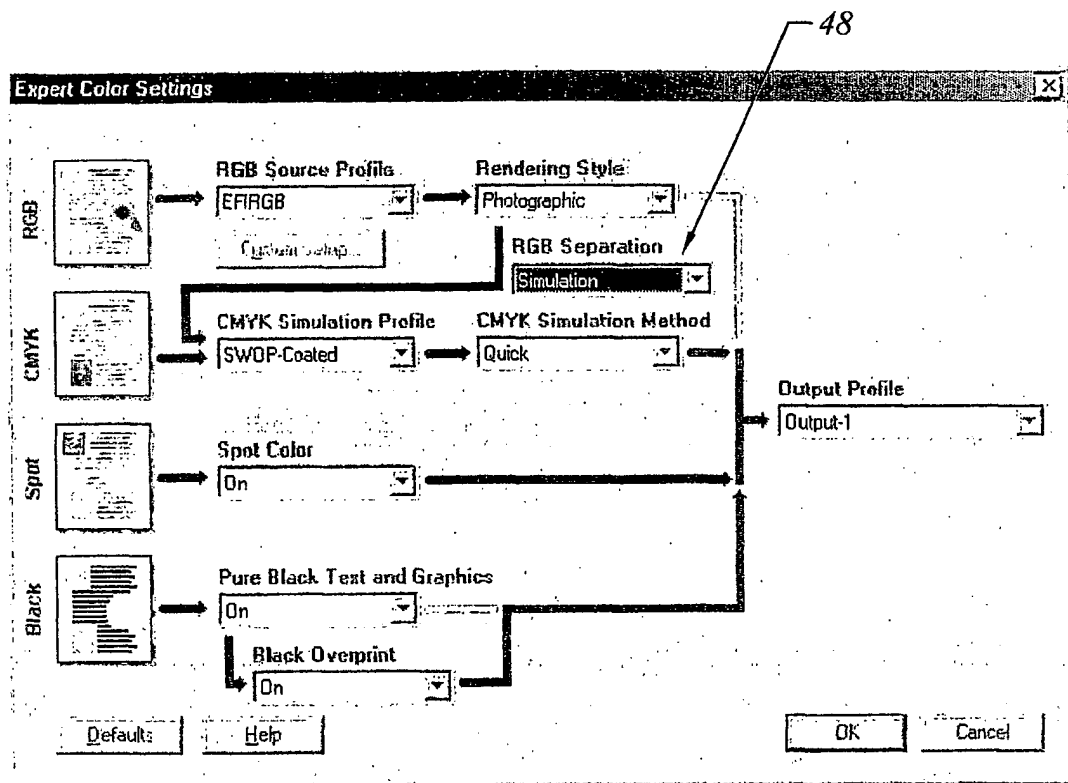 48
Expert Color Settings
RGB
RGB Source Profile
EFIRGB
Custom Setup...
Rendering Style
Photographic
RGB Separation
Simulation
CMYK
CMYK Simulation Profile
SWOP-Coated
CMYK Simulation Method
Quick
Output Profile
Output-1
Spot
Spot Color
On
Black
Pure Black Text and Graphics
On
Black Overprint
On
Defaults
Help
OK
Cancel